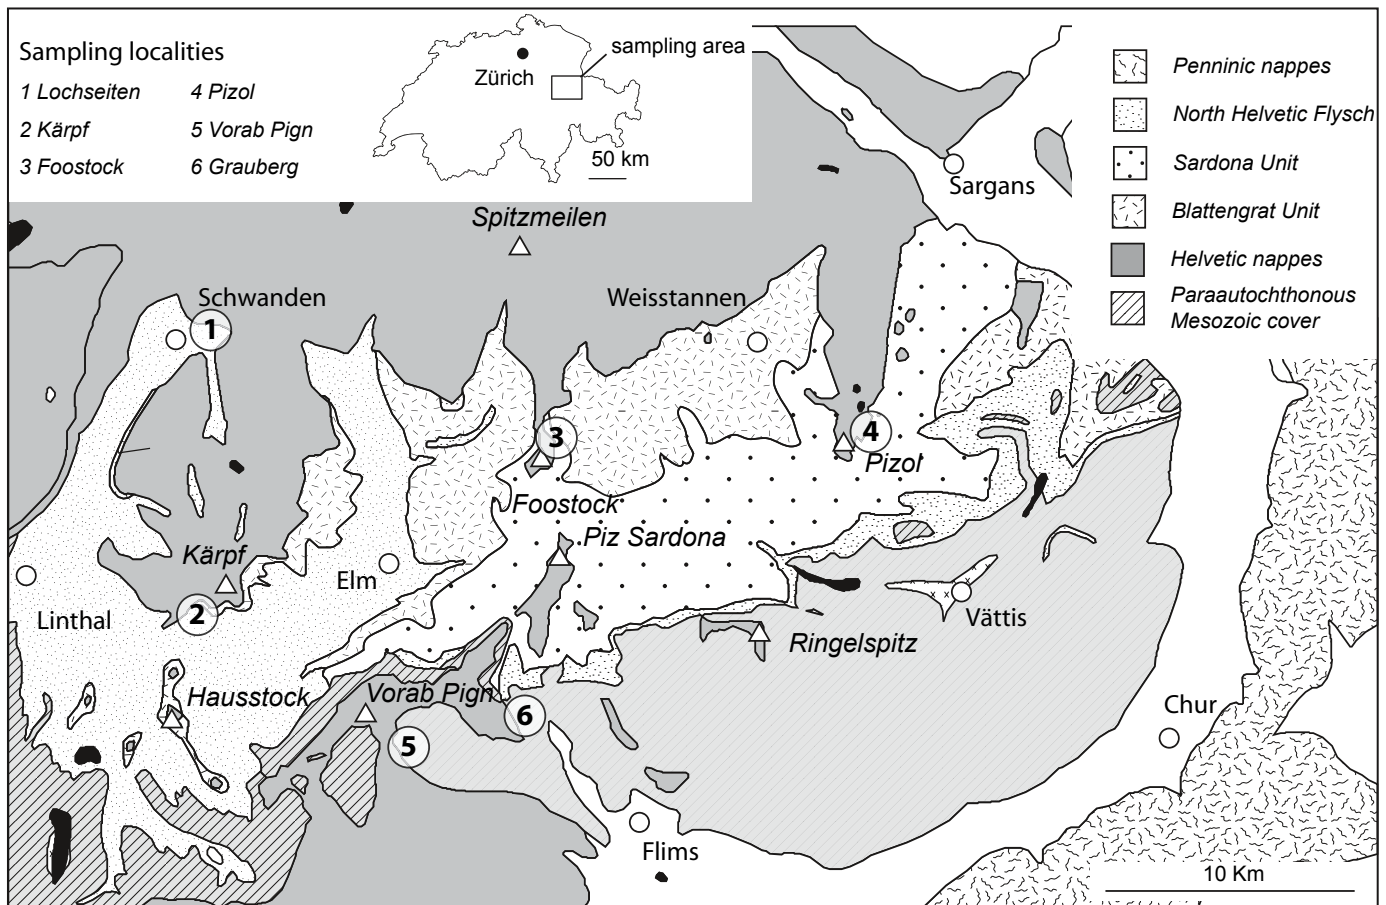 Sampling localities
1 Lochseiten 4 Pizol
2 Kärpf 5 Vorab Pign
3 Foostock 6 Grauberg
sampling area
Zürich
50 km
Penninic nappes
North Helvetic Flysch
Sardona Unit
Blattengrat Unit
Helvetic nappes
Paraautochthonous
Mesozoic cover
Sargans
Spitzmeilen
Schwanden
Weisstannen
1
3
4
Pizol
Foostock
Piz Sardona
Kärpf
Elm
2
Linthal
Vättis
Ringelspitz
Hausstock
Vorab Pign
6
5
Chur
Flims
10 Km